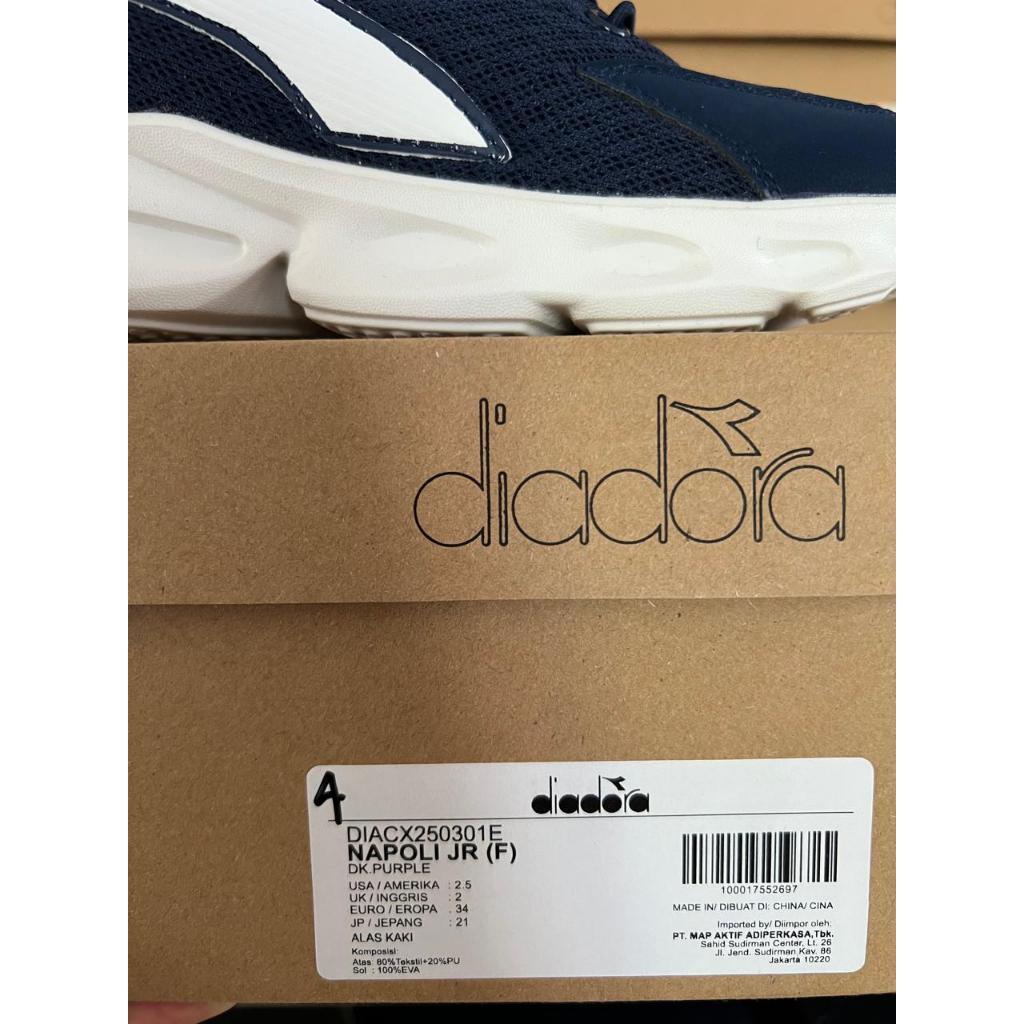 diadora
4
diadora
DIACX250301E
NAPOLI JR (F)
DK.PURPLE
USA / AMERIKA : 2.5
UK / INGGRIS : 2
EURO / EROPA : 34
JP / JEPANG : 21
ALAS KAKI
Komposisi:
Atas: 80%Tekstil+20%PU
Sol : 100%EVA
100017552697
MADE IN/ DIBUAT DI: CHINA/ CINA
Imported by/ Diimpor oleh:
PT. MAP AKTIF ADIPERKASA,Tbk.
Sahid Sudirman Center, Lt. 26
Jl. Jend. Sudirman Kav. 86
Jakarta 10220